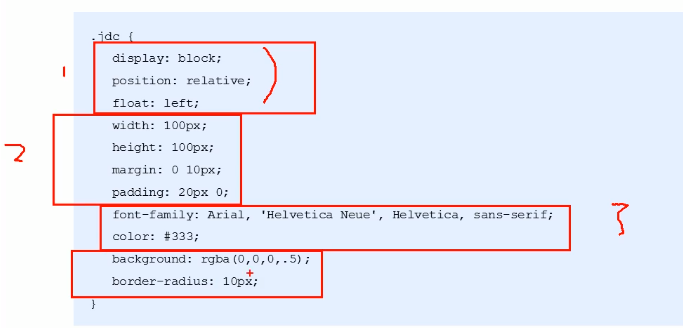 .jdc {
display: block;
1
position: relative;
float: left;
width: 100px;
height: 100px;
2
margin: 0 10px;
padding: 20px 0;
font-family: Arial, 'Helvetica Neue', Helvetica, sans-serif;
3
color: #333;
background: rgba(0,0,0,.5);
border-radius: 10px;
}